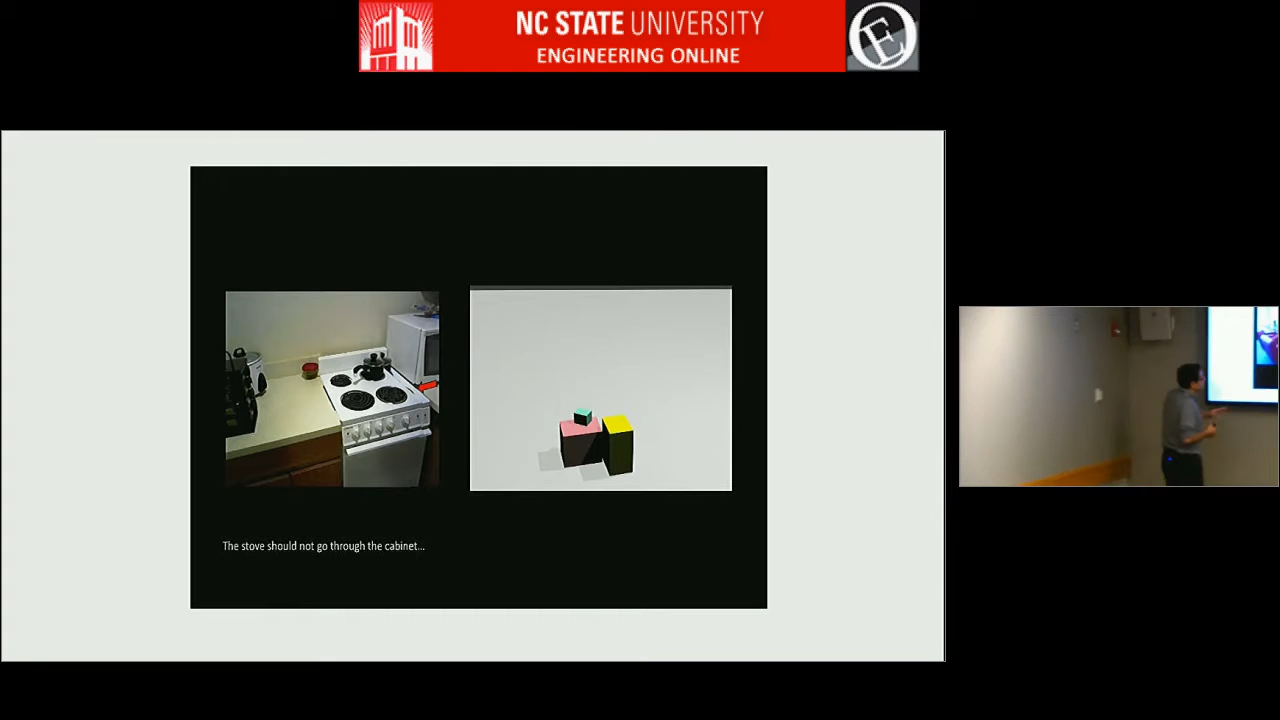 NC STATE UNIVERSITY
ENGINEERING ONLINE
E
The stove should not go through the cabinet...